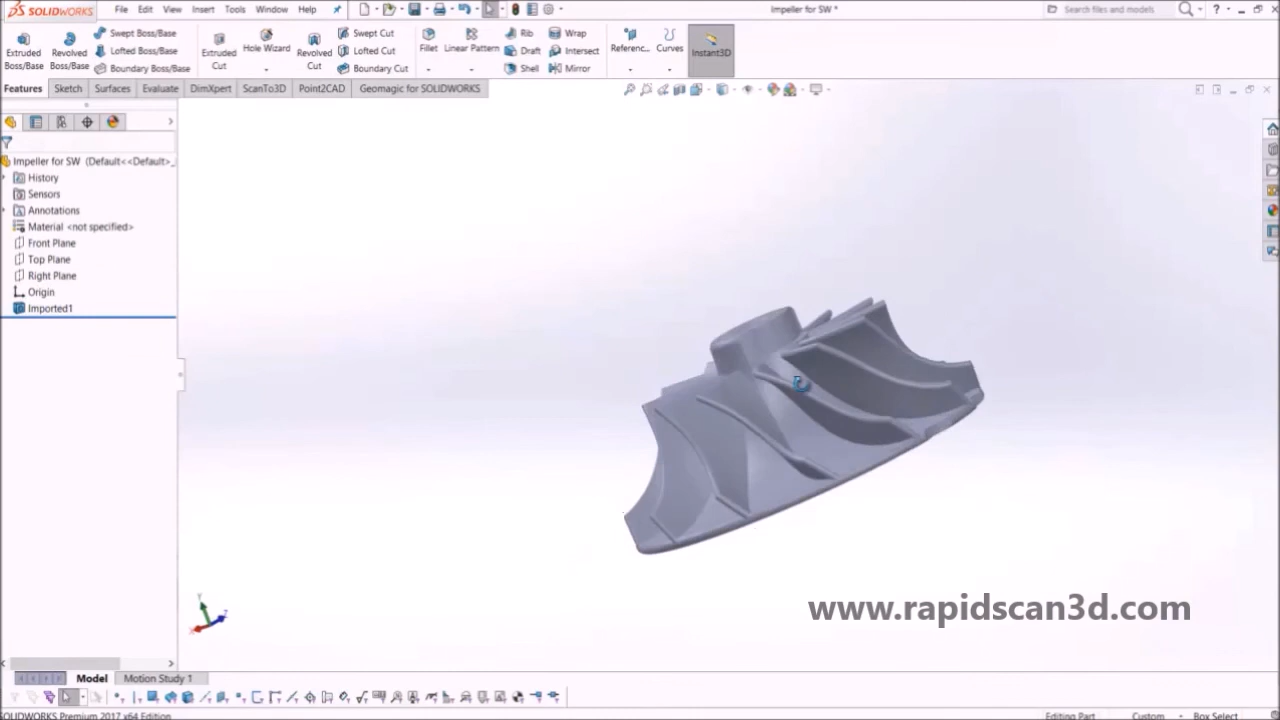 SOLIDWORKS File Edit View Insert Tools Window Help Impeller for SW * Search files and models ?
Extruded Boss/Base
Revolved Boss/Base
Swept Boss/Base
Lofted Boss/Base
Boundary Boss/Base
Extruded Cut
Hole Wizard
Revolved Cut
Swept Cut
Lofted Cut
Boundary Cut
Fillet
Linear Pattern
Rib
Draft
Shell
Wrap
Intersect
Mirror
Referenc...
Curves
Instant3D
Features Sketch Surfaces Evaluate DimXpert ScanTo3D Point2CAD Geomagic for SOLIDWORKS
Impeller for SW (Default<<Default>_
History
Sensors
Annotations
Material <not specified>
Front Plane
Top Plane
Right Plane
Origin
Imported1
Y
Z
X
www.rapidscan3d.com
Model Motion Study 1
SOLIDWORKS Premium 2017 x64 Edition Editing Part Custom Box Select